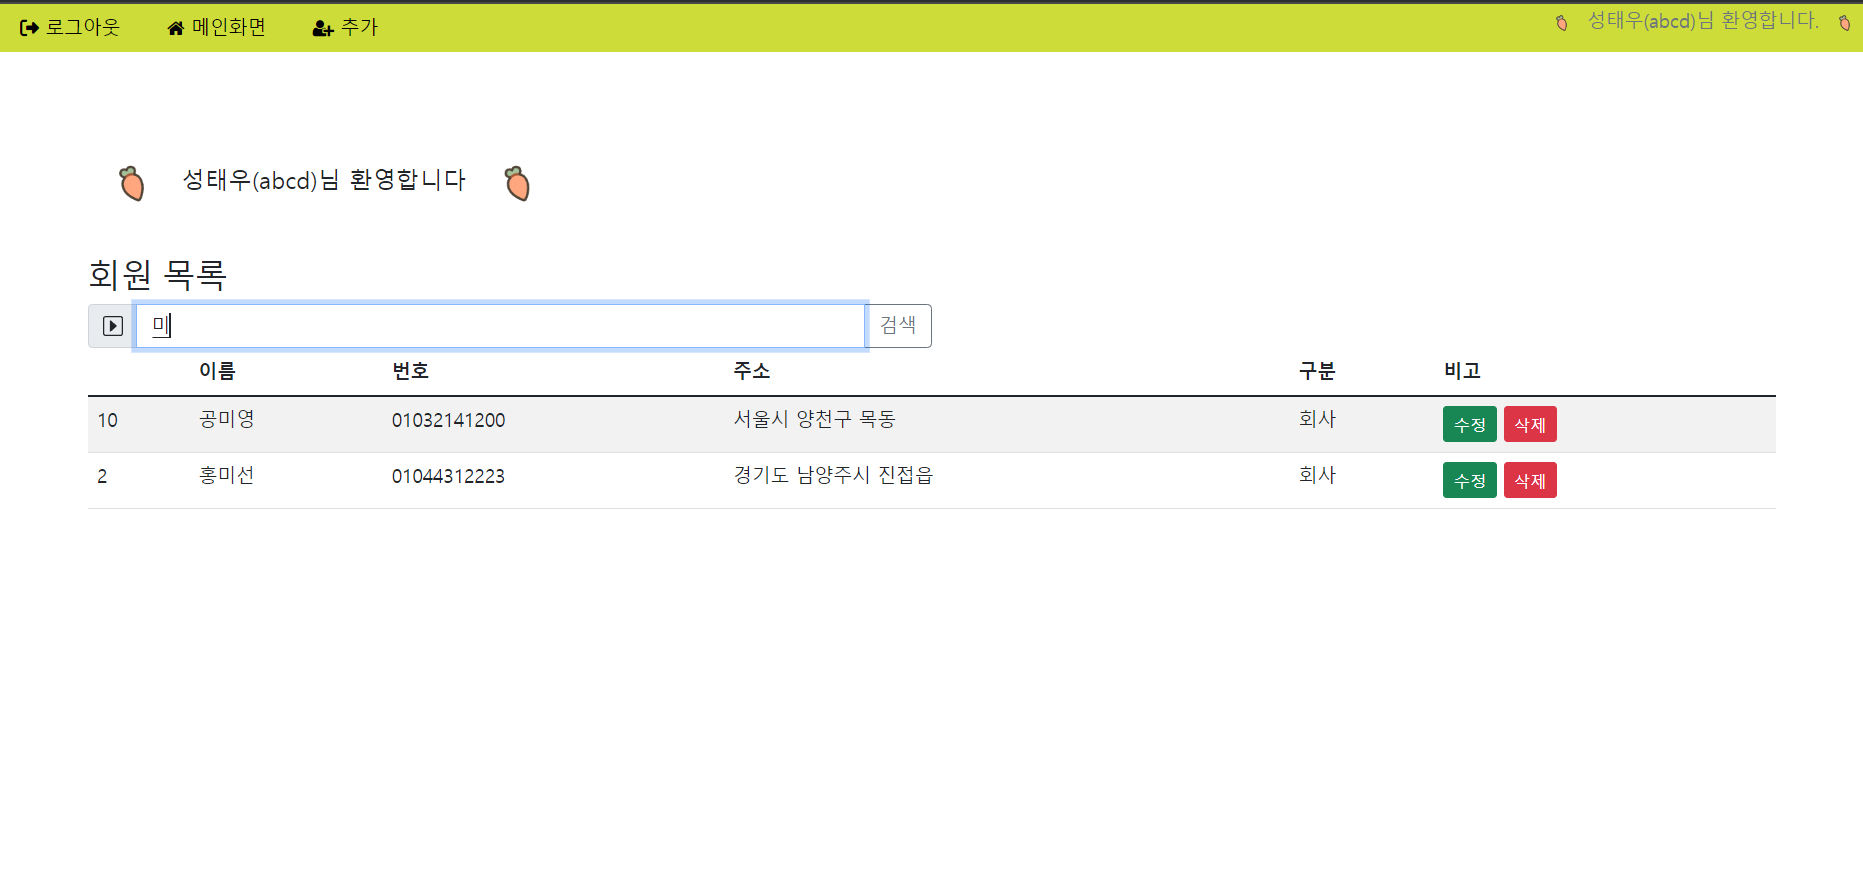 로그아웃 메인화면 추가 성태우(abcd)님 환영합니다.
성태우(abcd)님 환영합니다
회원 목록
미 검색
이름 번호 주소 구분 비고
10 공미영 01032141200 서울시 양천구 목동 회사 수정 삭제
2 홍미선 01044312223 경기도 남양주시 진접읍 회사 수정 삭제